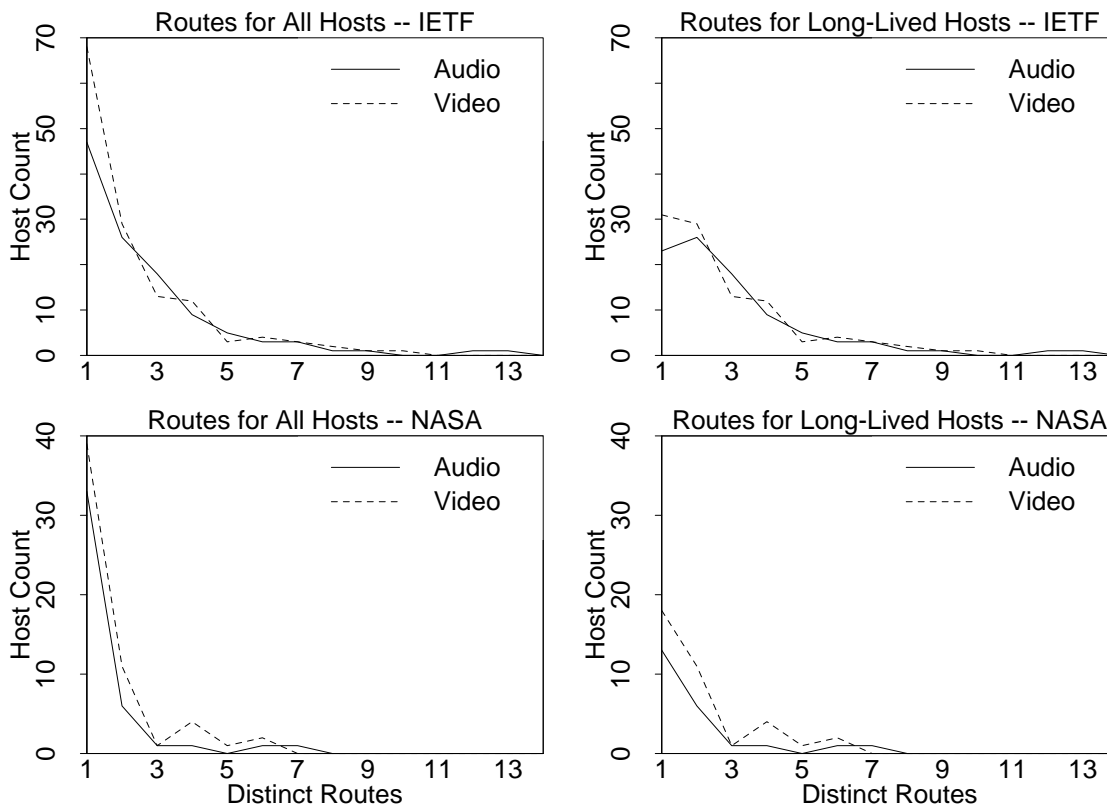 Routes for All Hosts -- IETF
Host Count
70
50
30
10
0
Audio
Video
1 3 5 7 9 11 13
Routes for Long-Lived Hosts -- IETF
Host Count
70
50
30
10
0
Audio
Video
1 3 5 7 9 11 13
Routes for All Hosts -- NASA
Host Count
40
30
20
10
0
Audio
Video
1 3 5 7 9 11 13
Distinct Routes
Routes for Long-Lived Hosts -- NASA
Host Count
40
30
20
10
0
Audio
Video
1 3 5 7 9 11 13
Distinct Routes